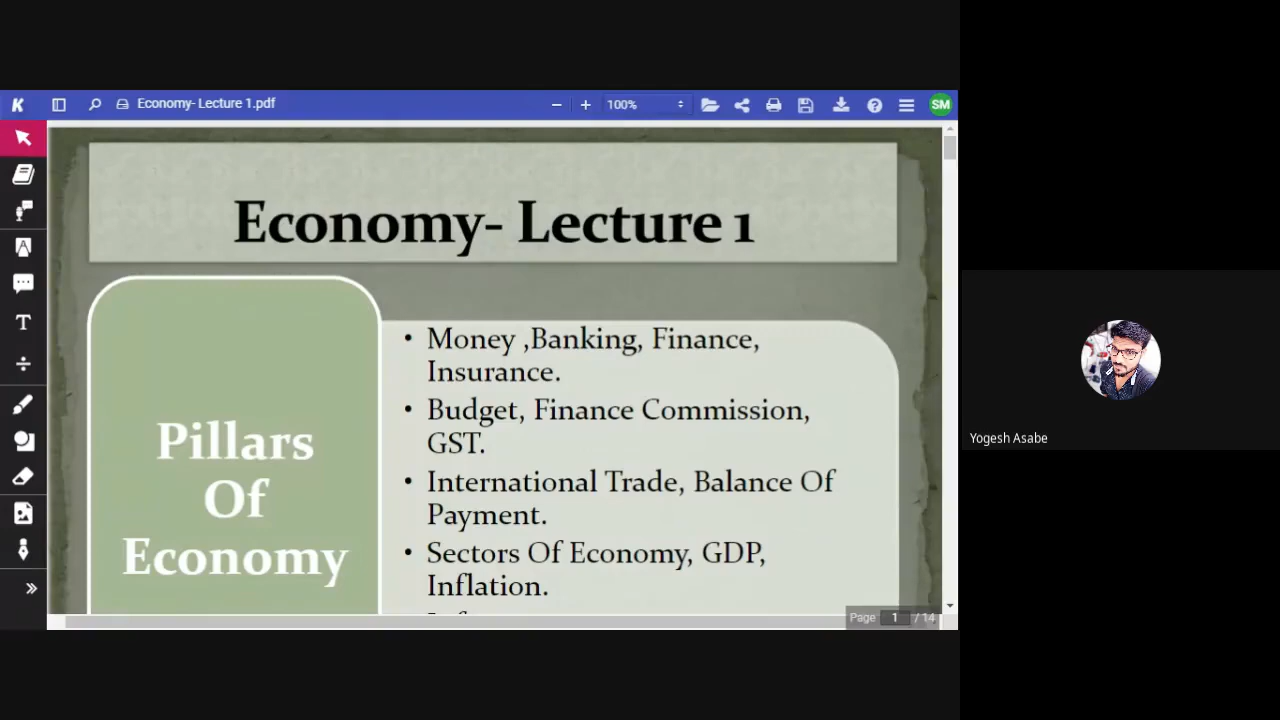 K
Economy- Lecture 1.pdf
100%
SM
Economy- Lecture 1
Pillars
Of
Economy
• Money ,Banking, Finance,
Insurance.
• Budget, Finance Commission,
GST.
• International Trade, Balance Of
Payment.
• Sectors Of Economy, GDP,
Inflation.
Page 1 / 14
Yogesh Asabe